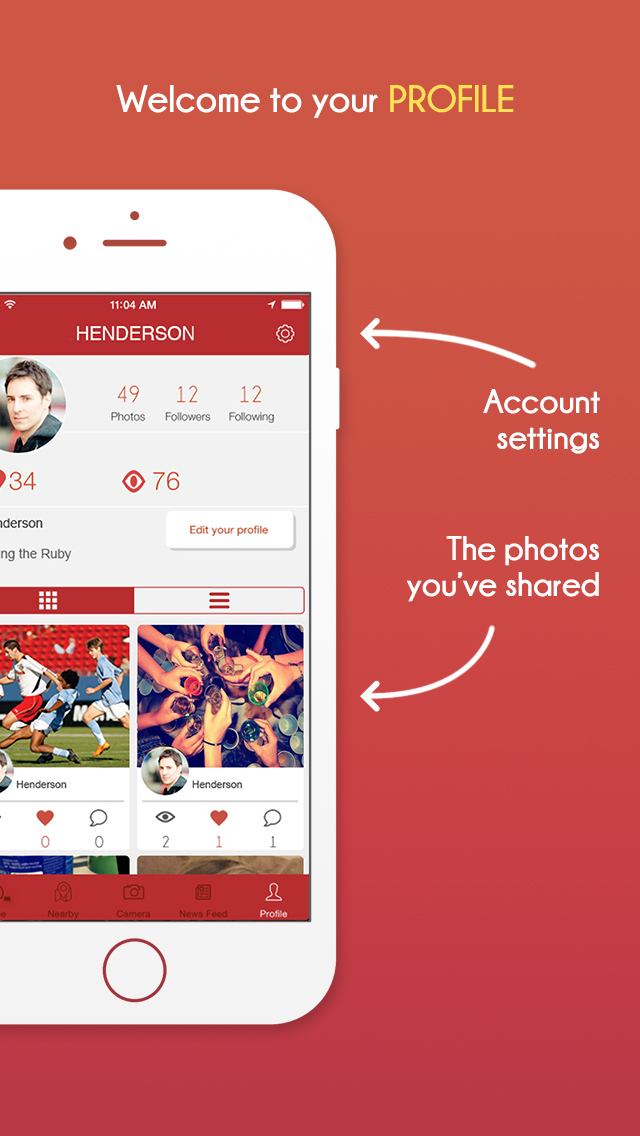 Welcome to your PROFILE
11:04 AM
HENDERSON
49 12 12
Photos Followers Following
34 76
nderson
Edit your profile
ng the Ruby
Account
settings
The photos
you've shared
Henderson Henderson
0 0 2 1 1
Nearby Camera News Feed Profile